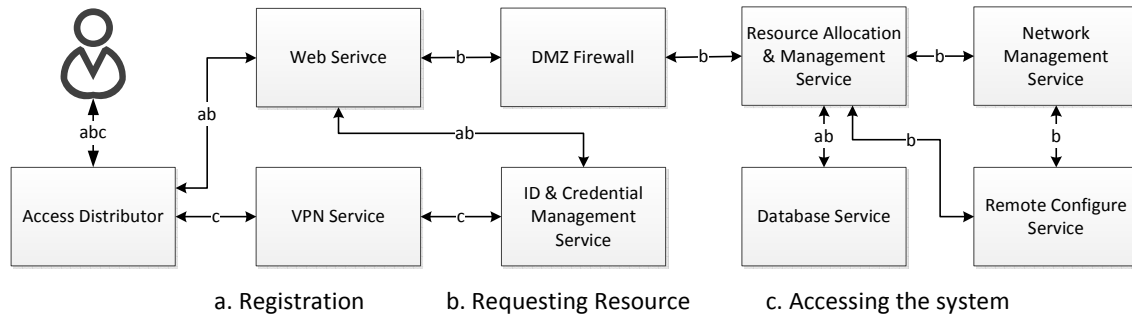 Web Serivce
b
DMZ Firewall
b
Resource Allocation
& Management
Service
b
Network
Management
Service
ab
abc
ab
ab
b
b
Access Distributor
c
VPN Service
c
ID & Credential
Management
Service
Database Service
Remote Configure
Service
a. Registration
b. Requesting Resource
c. Accessing the system